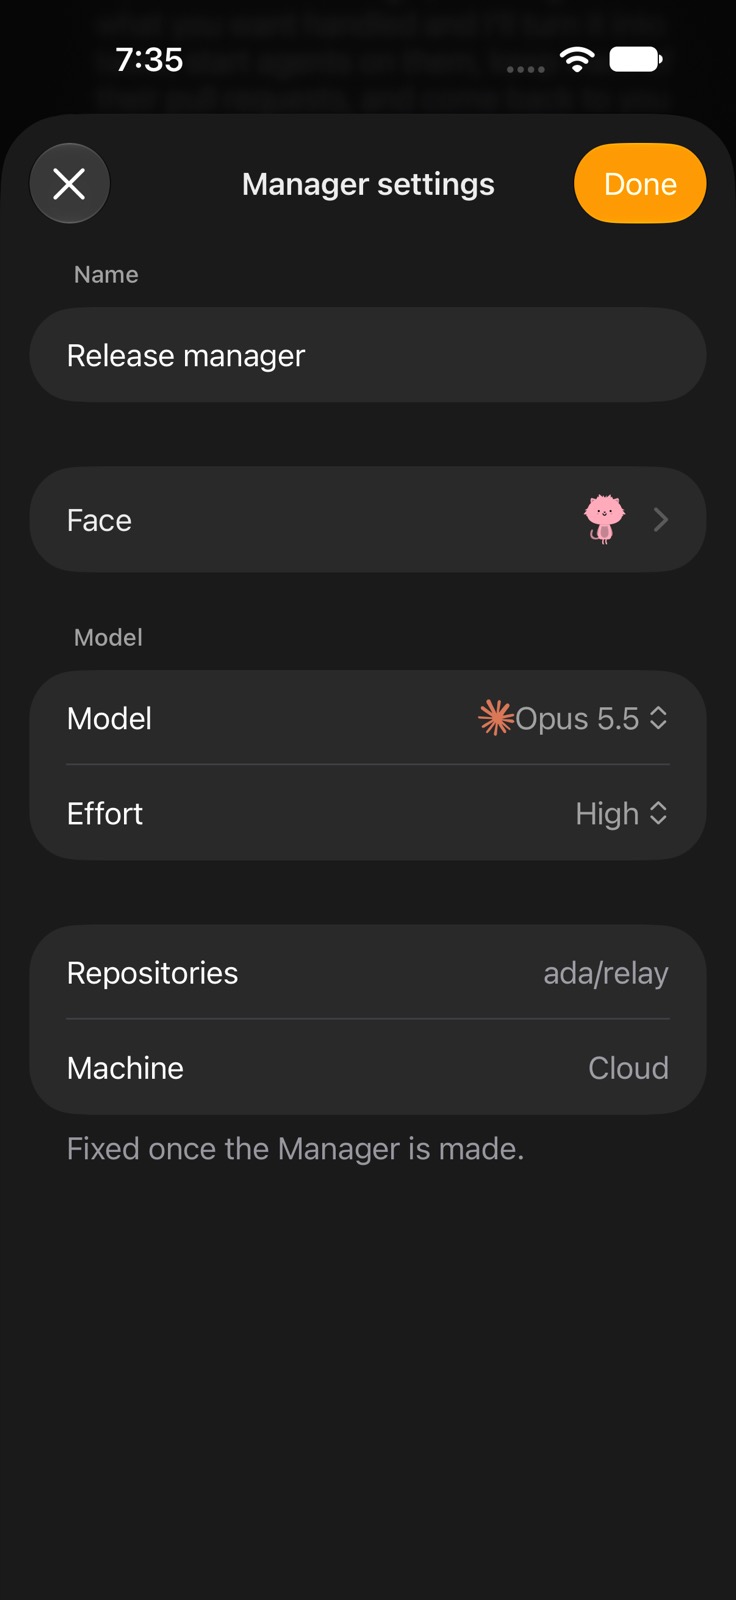 7:35
Manager settings
Done
Name
Release manager
Face
Model
Model
Opus 5.5
Effort
High
Repositories
ada/relay
Machine
Cloud
Fixed once the Manager is made.